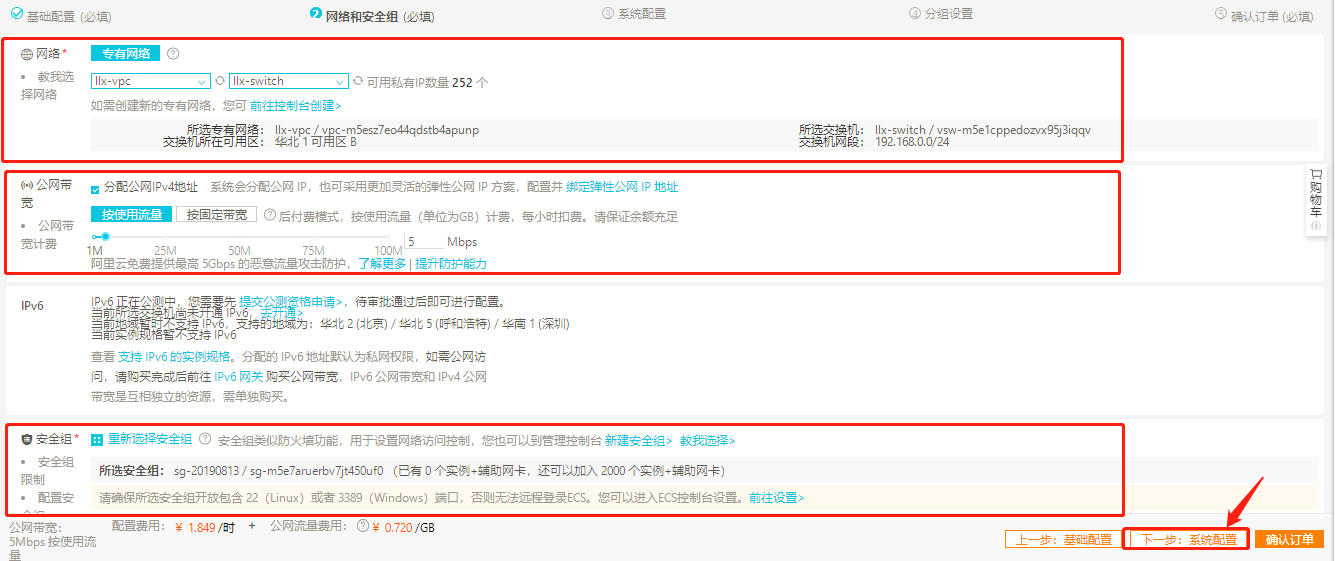 基础配置 (必填)
2 网络和安全组 (必填)
3 系统配置
4 分组设置
5 确认订单 (必填)
网络 *
专有网络
教我选择网络
llx-vpc
llx-switch
可用私有IP数量 252 个
如需创建新的专有网络，您可 前往控制台创建>
所选专有网络： llx-vpc / vpc-m5esz7eo44qdstb4apunp
所选交换机： llx-switch / vsw-m5e1cppedozvx95j3iqqv
交换机所在可用区： 华北 1 可用区 B
交换机网段： 192.168.0.0/24
公网带宽
分配公网IPv4地址 系统会分配公网 IP，也可采用更加灵活的弹性公网 IP 方案，配置并 绑定弹性公网 IP 地址
公网带宽计费
按使用流量
按固定带宽
后付费模式，按使用流量（单位为GB）计费，每小时扣费。请保证余额充足
1M 25M 50M 75M 100M
5 Mbps
阿里云免费提供最高 5Gbps 的恶意流量攻击防护，了解更多 | 提升防护能力
购物车
IPv6
IPv6 正在公测中，您需要先 提交公测资格申请>，待审批通过后即可进行配置。
当前所选交换机尚未开通 IPv6，去开通>
当前地域暂时不支持 IPv6，支持的地域为：华北 2 (北京) / 华北 5 (呼和浩特) / 华南 1 (深圳)
当前实例规格暂不支持 IPv6
查看 支持 IPv6 的实例规格。分配的 IPv6 地址默认为私网权限，如需公网访
问，请购买完成后前往 IPv6 网关 购买公网带宽，IPv6 公网带宽和 IPv4 公网
带宽是互相独立的资源，需单独购买。
安全组 *
重新选择安全组 安全组类似防火墙功能，用于设置网络访问控制，您也可以到管理控制台 新建安全组> 教我选择>
安全组限制
所选安全组： sg-20190813 / sg-m5e7aruerbv7jt450uf0 （已有 0 个实例+辅助网卡，还可以加入 2000 个实例+辅助网卡）
配置安
请确保所选安全组开放包含 22（Linux）或者 3389（Windows）端口，否则无法远程登录ECS。您可以进入ECS控制台设置。前往设置>
公网带宽:
5Mbps 按使用流量
配置费用： ¥ 1.849 /时 + 公网流量费用： ¥ 0.720 /GB
上一步：基础配置
下一步：系统配置
确认订单